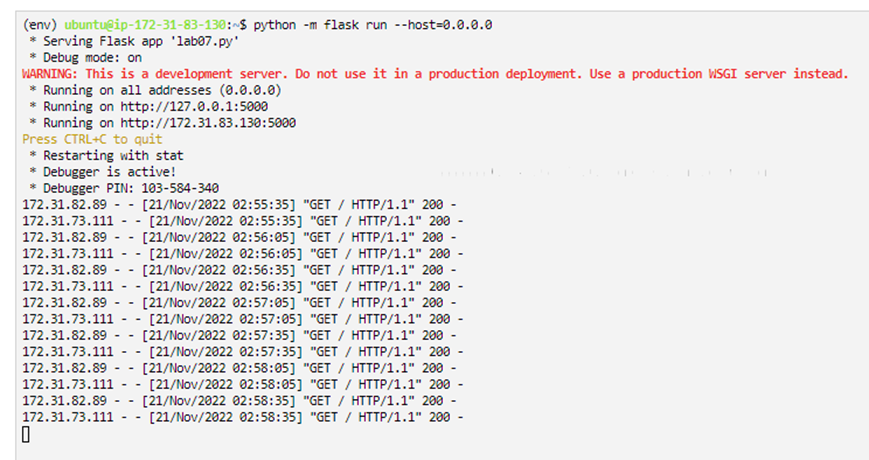 (env) ubuntu@ip-172-31-83-130:~$ python -m flask run --host=0.0.0.0
* Serving Flask app 'lab07.py'
* Debug mode: on
WARNING: This is a development server. Do not use it in a production deployment. Use a production WSGI server instead.
* Running on all addresses (0.0.0.0)
* Running on http://127.0.0.1:5000
* Running on http://172.31.83.130:5000
Press CTRL+C to quit
* Restarting with stat
* Debugger is active!
* Debugger PIN: 103-584-340
172.31.82.89 - - [21/Nov/2022 02:55:35] "GET / HTTP/1.1" 200 -
172.31.73.111 - - [21/Nov/2022 02:55:35] "GET / HTTP/1.1" 200 -
172.31.82.89 - - [21/Nov/2022 02:56:05] "GET / HTTP/1.1" 200 -
172.31.73.111 - - [21/Nov/2022 02:56:05] "GET / HTTP/1.1" 200 -
172.31.82.89 - - [21/Nov/2022 02:56:35] "GET / HTTP/1.1" 200 -
172.31.73.111 - - [21/Nov/2022 02:56:35] "GET / HTTP/1.1" 200 -
172.31.82.89 - - [21/Nov/2022 02:57:05] "GET / HTTP/1.1" 200 -
172.31.73.111 - - [21/Nov/2022 02:57:05] "GET / HTTP/1.1" 200 -
172.31.82.89 - - [21/Nov/2022 02:57:35] "GET / HTTP/1.1" 200 -
172.31.73.111 - - [21/Nov/2022 02:57:35] "GET / HTTP/1.1" 200 -
172.31.82.89 - - [21/Nov/2022 02:58:05] "GET / HTTP/1.1" 200 -
172.31.73.111 - - [21/Nov/2022 02:58:05] "GET / HTTP/1.1" 200 -
172.31.82.89 - - [21/Nov/2022 02:58:35] "GET / HTTP/1.1" 200 -
172.31.73.111 - - [21/Nov/2022 02:58:35] "GET / HTTP/1.1" 200 -